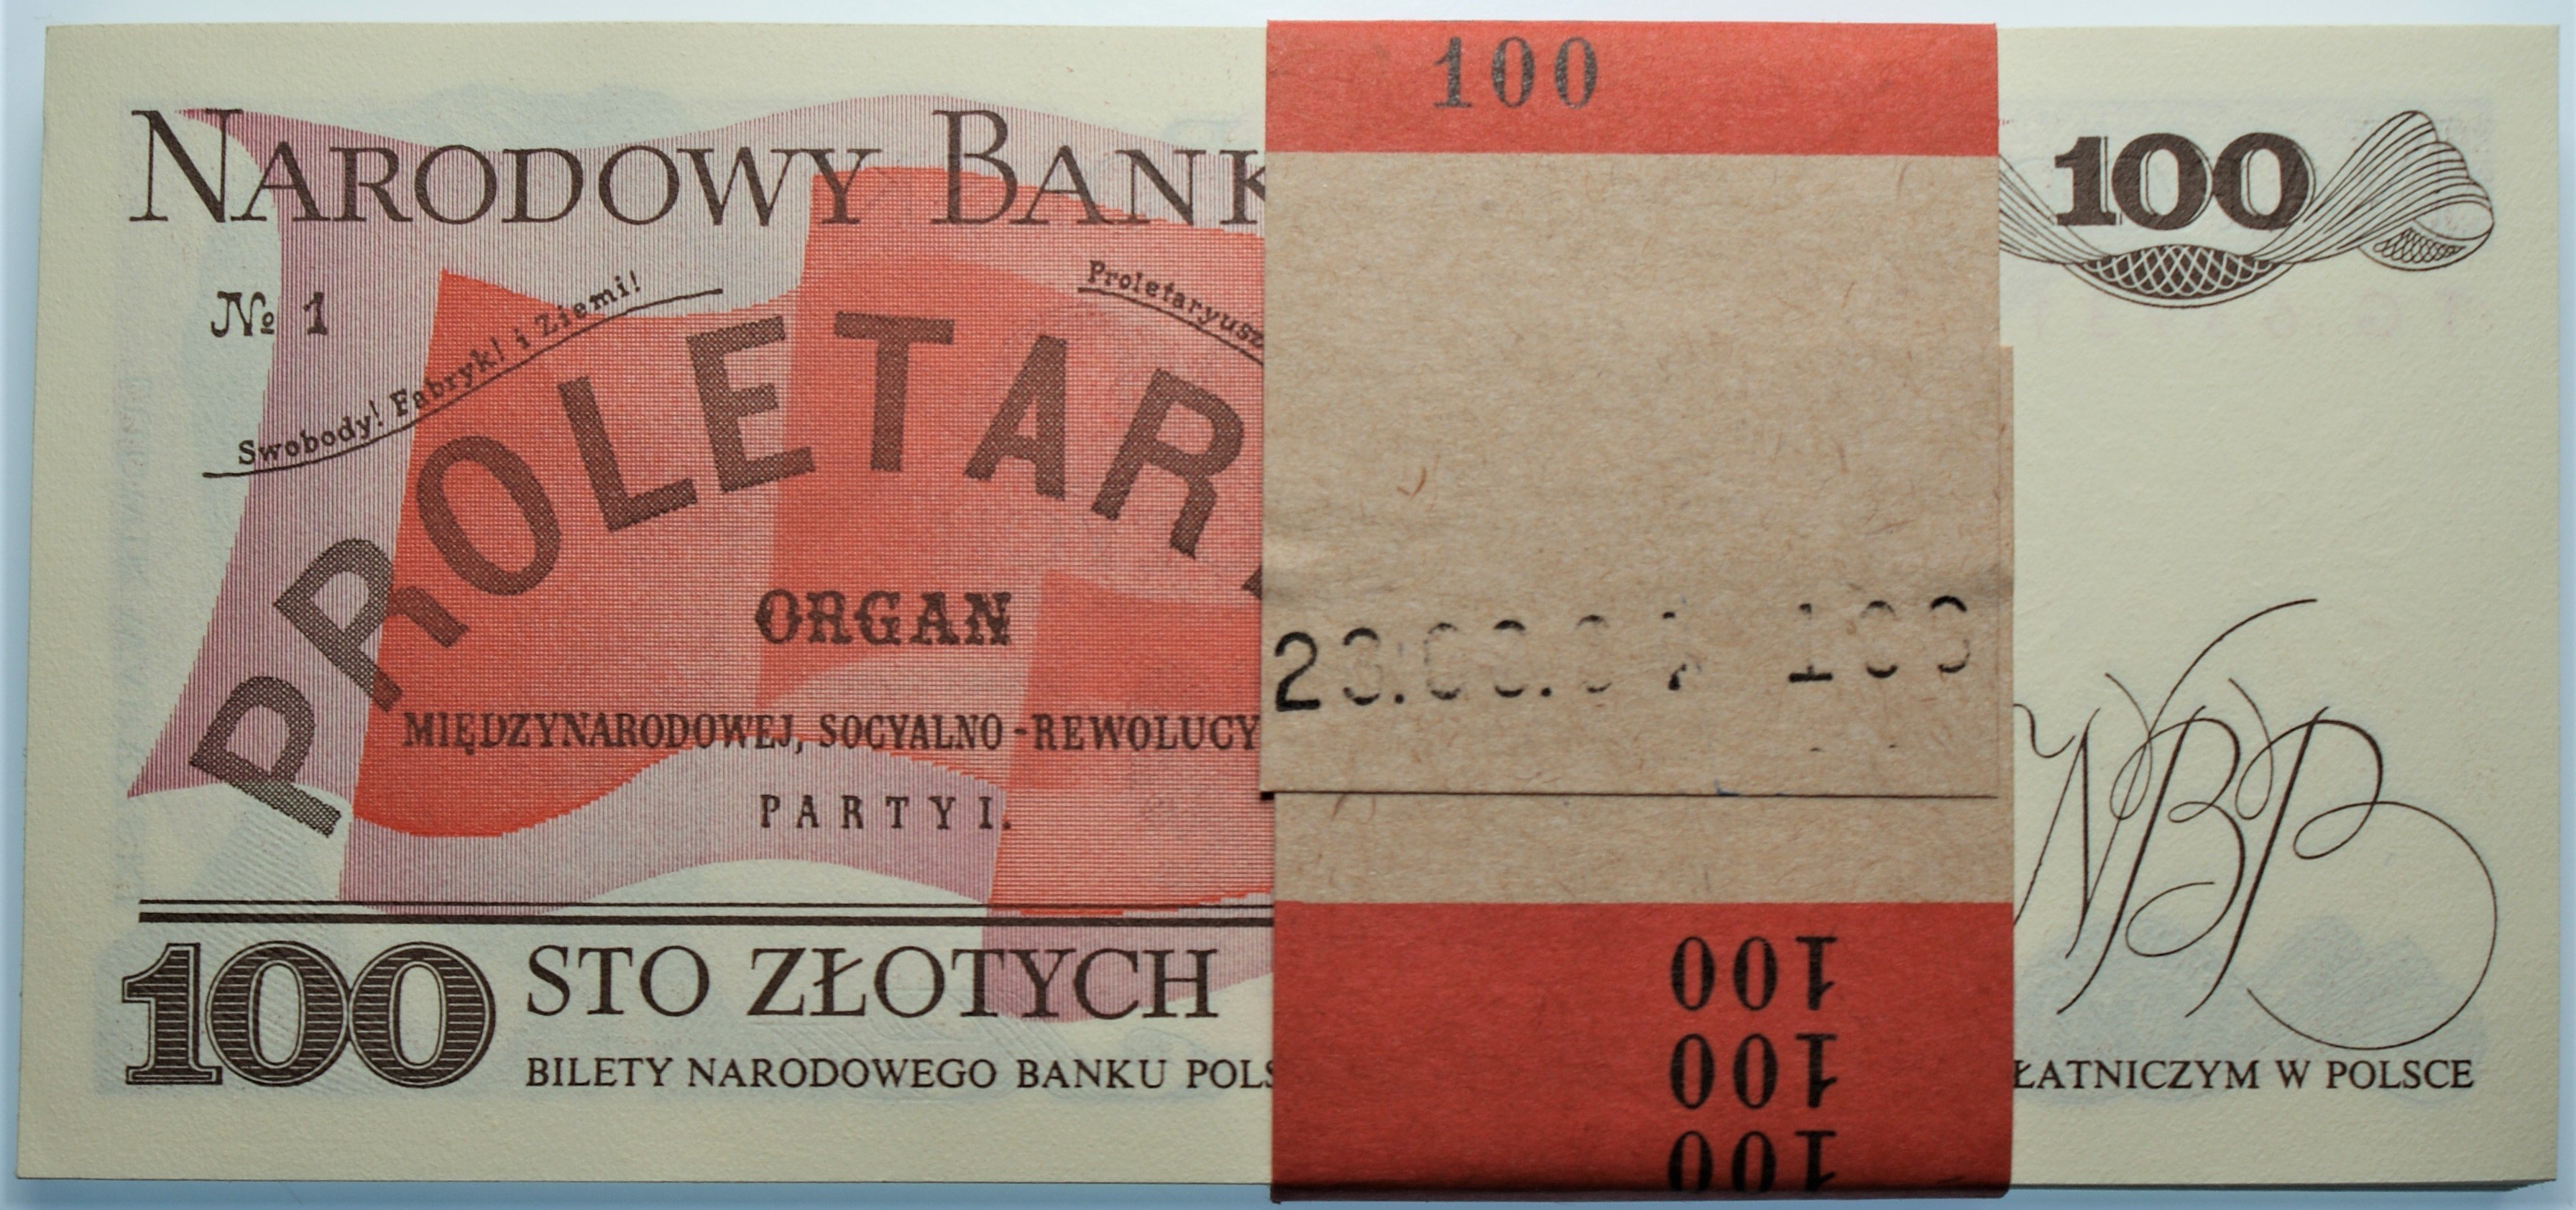 100
NARODOWY BANK
100
№ 1
Swobody! Fabryk! i Ziemi!
Proletaryusz
PROLETAR
ORGAN
MIĘDZYNARODOWEJ, SOCYALNO-REWOLUCY
PARTYI.
NBP
100 STO ZŁOTYCH
BILETY NARODOWEGO BANKU POLS
ŁATNICZYM W POLSCE
100
100
100